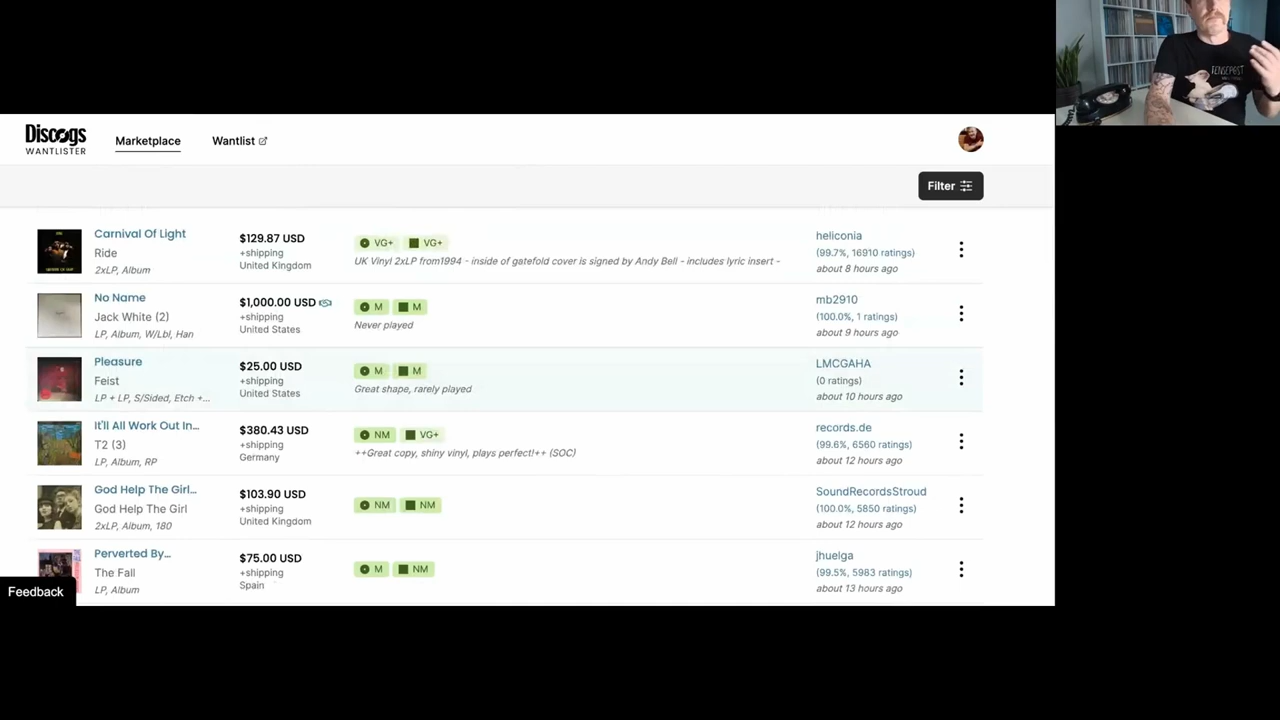 Discogs
WANTLISTER
Marketplace
Wantlist
Filter
Carnival Of Light
Ride
2xLP, Album
$129.87 USD
+shipping
United Kingdom
VG+
VG+
UK Vinyl 2xLP from1994 - inside of gatefold cover is signed by Andy Bell - includes lyric insert -
heliconia
(99.7%, 16910 ratings)
about 8 hours ago
No Name
Jack White (2)
LP, Album, W/Lbl, Han
$1,000.00 USD
+shipping
United States
M
M
Never played
mb2910
(100.0%, 1 ratings)
about 9 hours ago
Pleasure
Feist
LP + LP, S/Sided, Etch +...
$25.00 USD
+shipping
United States
M
M
Great shape, rarely played
LMCGAHA
(0 ratings)
about 10 hours ago
It'll All Work Out In...
T2 (3)
LP, Album, RP
$380.43 USD
+shipping
Germany
NM
VG+
++Great copy, shiny vinyl, plays perfect!++ (SOC)
records.de
(99.6%, 6560 ratings)
about 12 hours ago
God Help The Girl...
God Help The Girl
2xLP, Album, 180
$103.90 USD
+shipping
United Kingdom
NM
NM
SoundRecordsStroud
(100.0%, 5850 ratings)
about 12 hours ago
Perverted By...
The Fall
LP, Album
$75.00 USD
+shipping
Spain
M
NM
jhuelga
(99.5%, 5983 ratings)
about 13 hours ago
Feedback